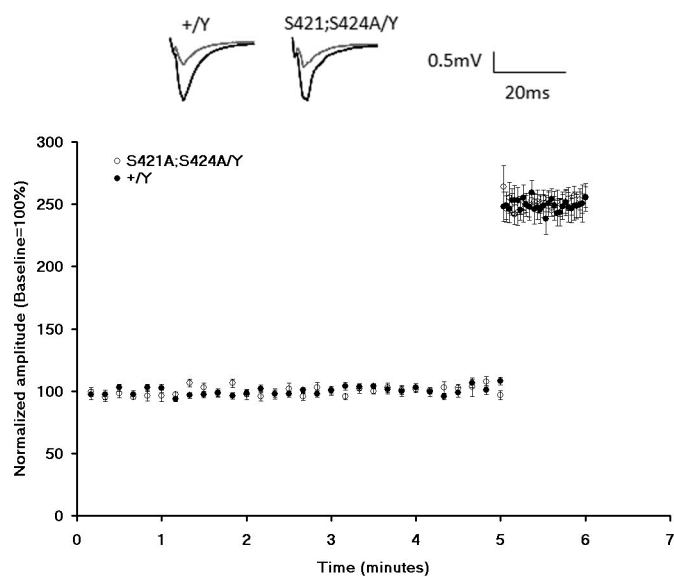 +/Y
S421;S424A/Y
0.5mV
20ms
300
250
200
150
100
50
0
Normalized amplitude (Baseline=100%)
S421A;S424A/Y
+/Y
0 1 2 3 4 5 6 7
Time (minutes)